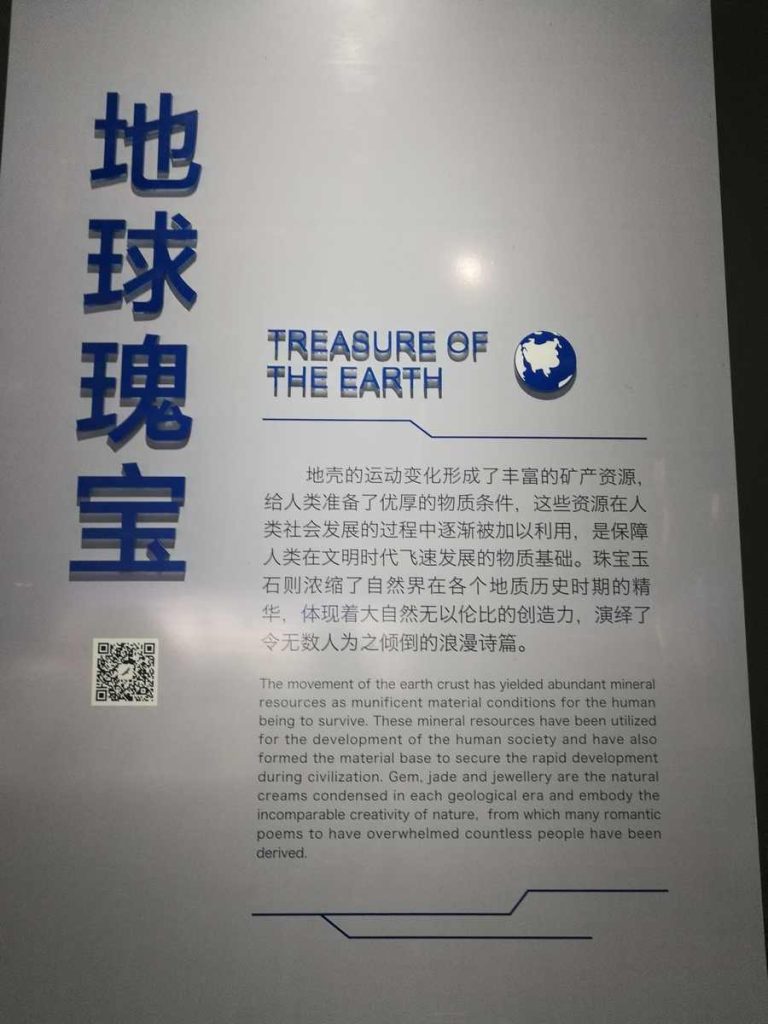 地球瑰宝
TREASURE OF
THE EARTH
地壳的运动变化形成了丰富的矿产资源，
给人类准备了优厚的物质条件，这些资源在人
类社会发展的过程中逐渐被加以利用，是保障
人类在文明时代飞速发展的物质基础。珠宝玉
石则浓缩了自然界在各个地质历史时期的精
华，体现着大自然无以伦比的创造力，演绎了
令无数人为之倾倒的浪漫诗篇。
The movement of the earth crust has yielded abundant mineral
resources as munificent material conditions for the human
being to survive. These mineral resources have been utilized
for the development of the human society and have also
formed the material base to secure the rapid development
during civilization. Gem, jade and jewellery are the natural
creams condensed in each geological era and embody the
incomparable creativity of nature, from which many romantic
poems to have overwhelmed countless people have been
derived.